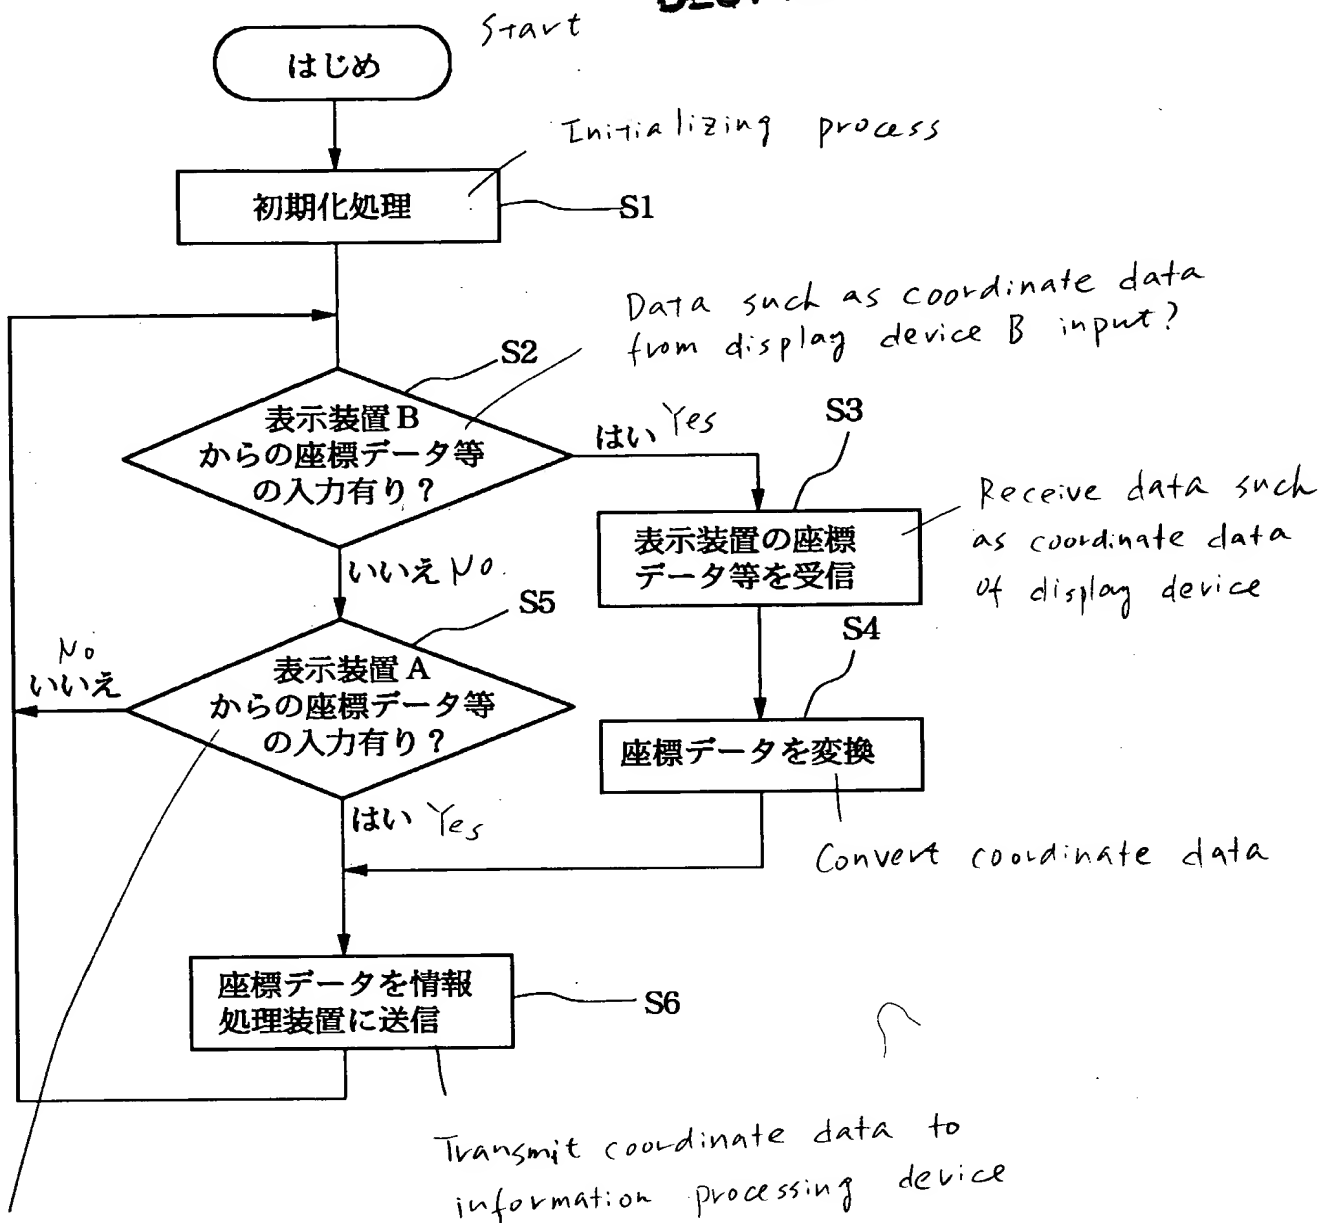 Start
はじめ
Initializing process
初期化処理
S1
Data such as coordinate data
from display device B input?
S2
表示装置B
からの座標データ等
の入力有り？
はい Yes
S3
Receive data such
as coordinate data
of display device
表示装置の座標
データ等を受信
いいえ No.
S5
S4
No
いいえ
表示装置A
からの座標データ等
の入力有り？
座標データを変換
はい Yes
Convert coordinate data
座標データを情報
処理装置に送信
S6
Transmit coordinate data to
information processing device